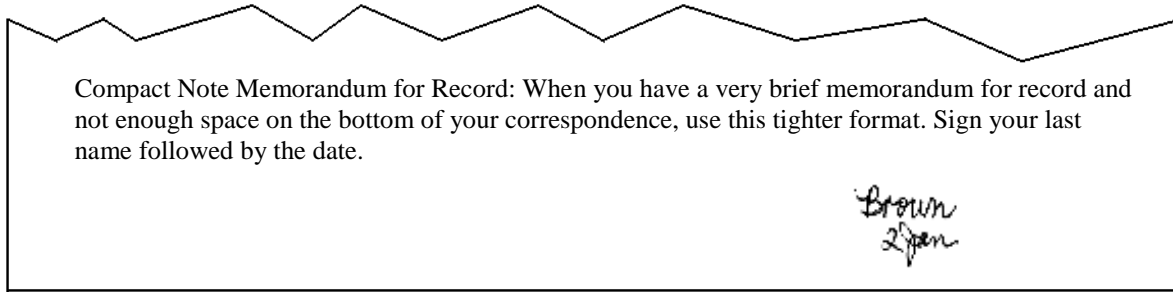 Compact Note Memorandum for Record: When you have a very brief memorandum for record and
not enough space on the bottom of your correspondence, use this tighter format. Sign your last
name followed by the date.
Brown
2 Jan